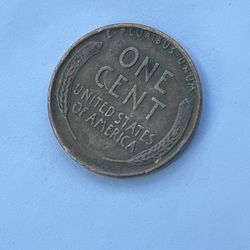 E PLURIBUS UNUM
ONE
CENT
UNITED STATES
OF AMERICA